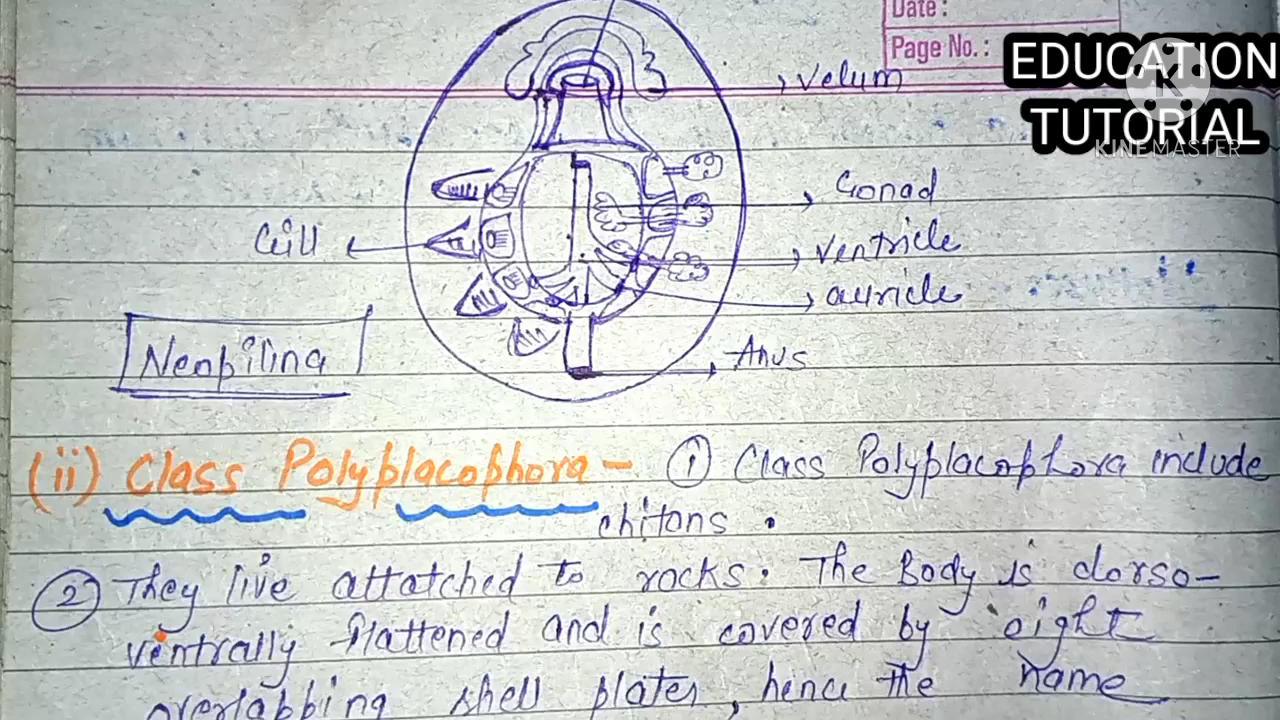 Date:
Page No.:
EDUCATION
TUTORIAL
KINEMASTER
velum
Gonad
Gill
ventricle
auricle
Neopilina
Anus
(ii) Class Polyplacophora - ① Class Polyplacophora include
chitons.
② They live attatched to rocks. The Body is dorso-
ventrally flattened and is covered by eight
overlabbing shell plates, hence the name